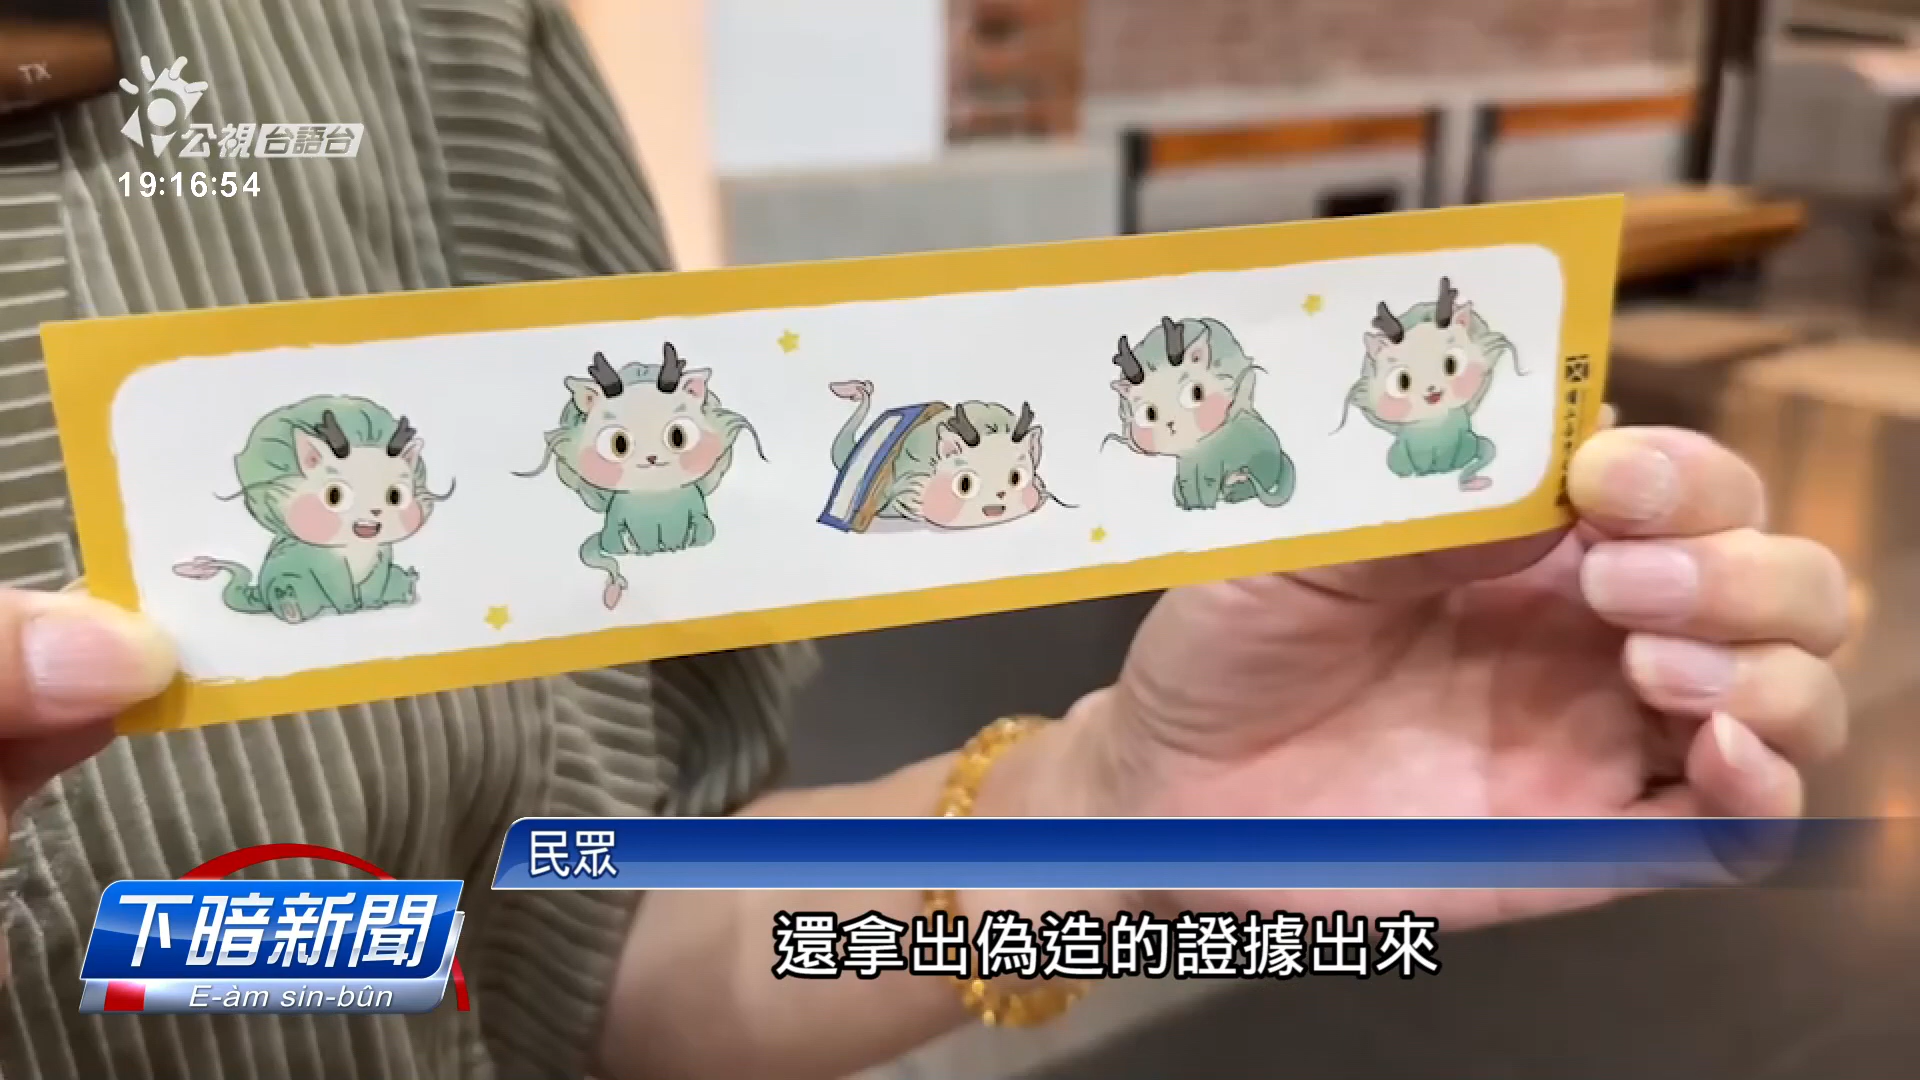 TX
公視 台語台
19:16:54
民眾
還拿出偽造的證據出來
下暗新聞
E-àm sin-bûn